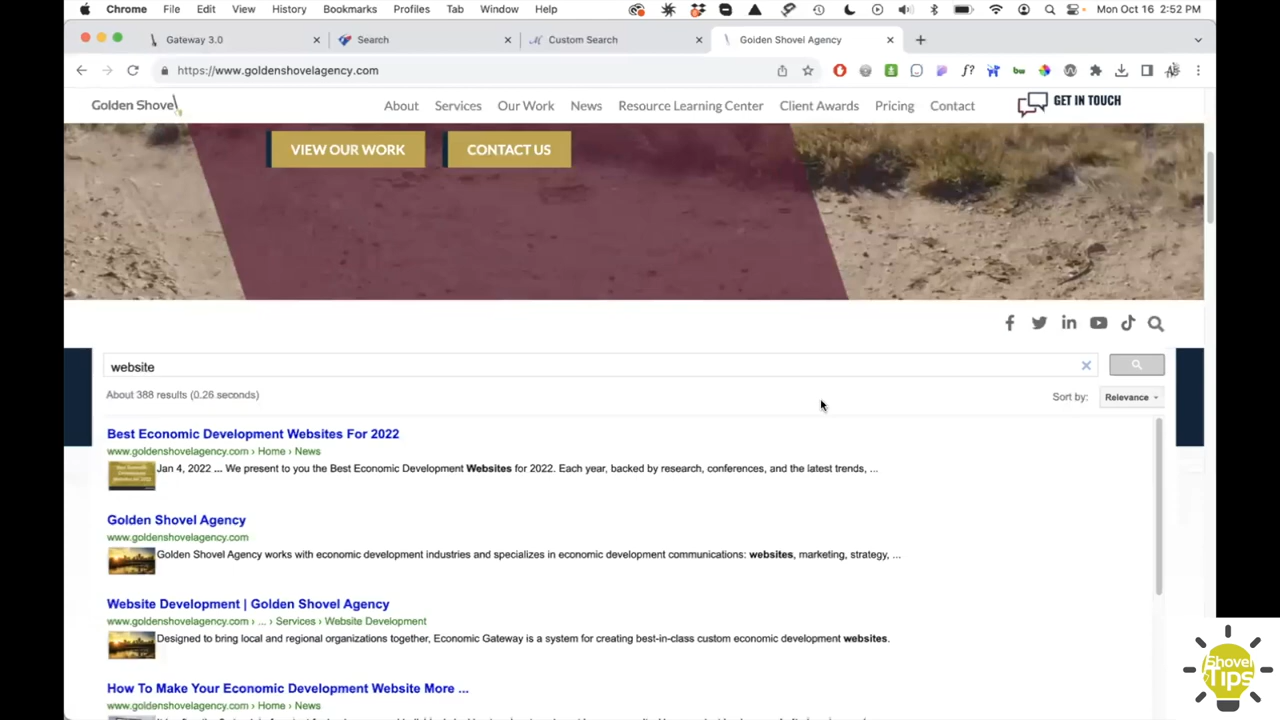 Chrome File Edit View History Bookmarks Profiles Tab Window Help Mon Oct 16 2:52 PM
Gateway 3.0 Search Custom Search Golden Shovel Agency
https://www.goldenshovelagency.com
Golden Shovel About Services Our Work News Resource Learning Center Client Awards Pricing Contact GET IN TOUCH
VIEW OUR WORK CONTACT US
website
About 388 results (0.26 seconds) Sort by: Relevance
Best Economic Development Websites For 2022
www.goldenshovelagency.com › Home › News
Jan 4, 2022 ... We present to you the Best Economic Development Websites for 2022. Each year, backed by research, conferences, and the latest trends, ...
Golden Shovel Agency
www.goldenshovelagency.com
Golden Shovel Agency works with economic development industries and specializes in economic development communications: websites, marketing, strategy, ...
Website Development | Golden Shovel Agency
www.goldenshovelagency.com › ... › Services › Website Development
Designed to bring local and regional organizations together, Economic Gateway is a system for creating best-in-class custom economic development websites.
How To Make Your Economic Development Website More ...
www.goldenshovelagency.com › Home › News
Shovel
Tips